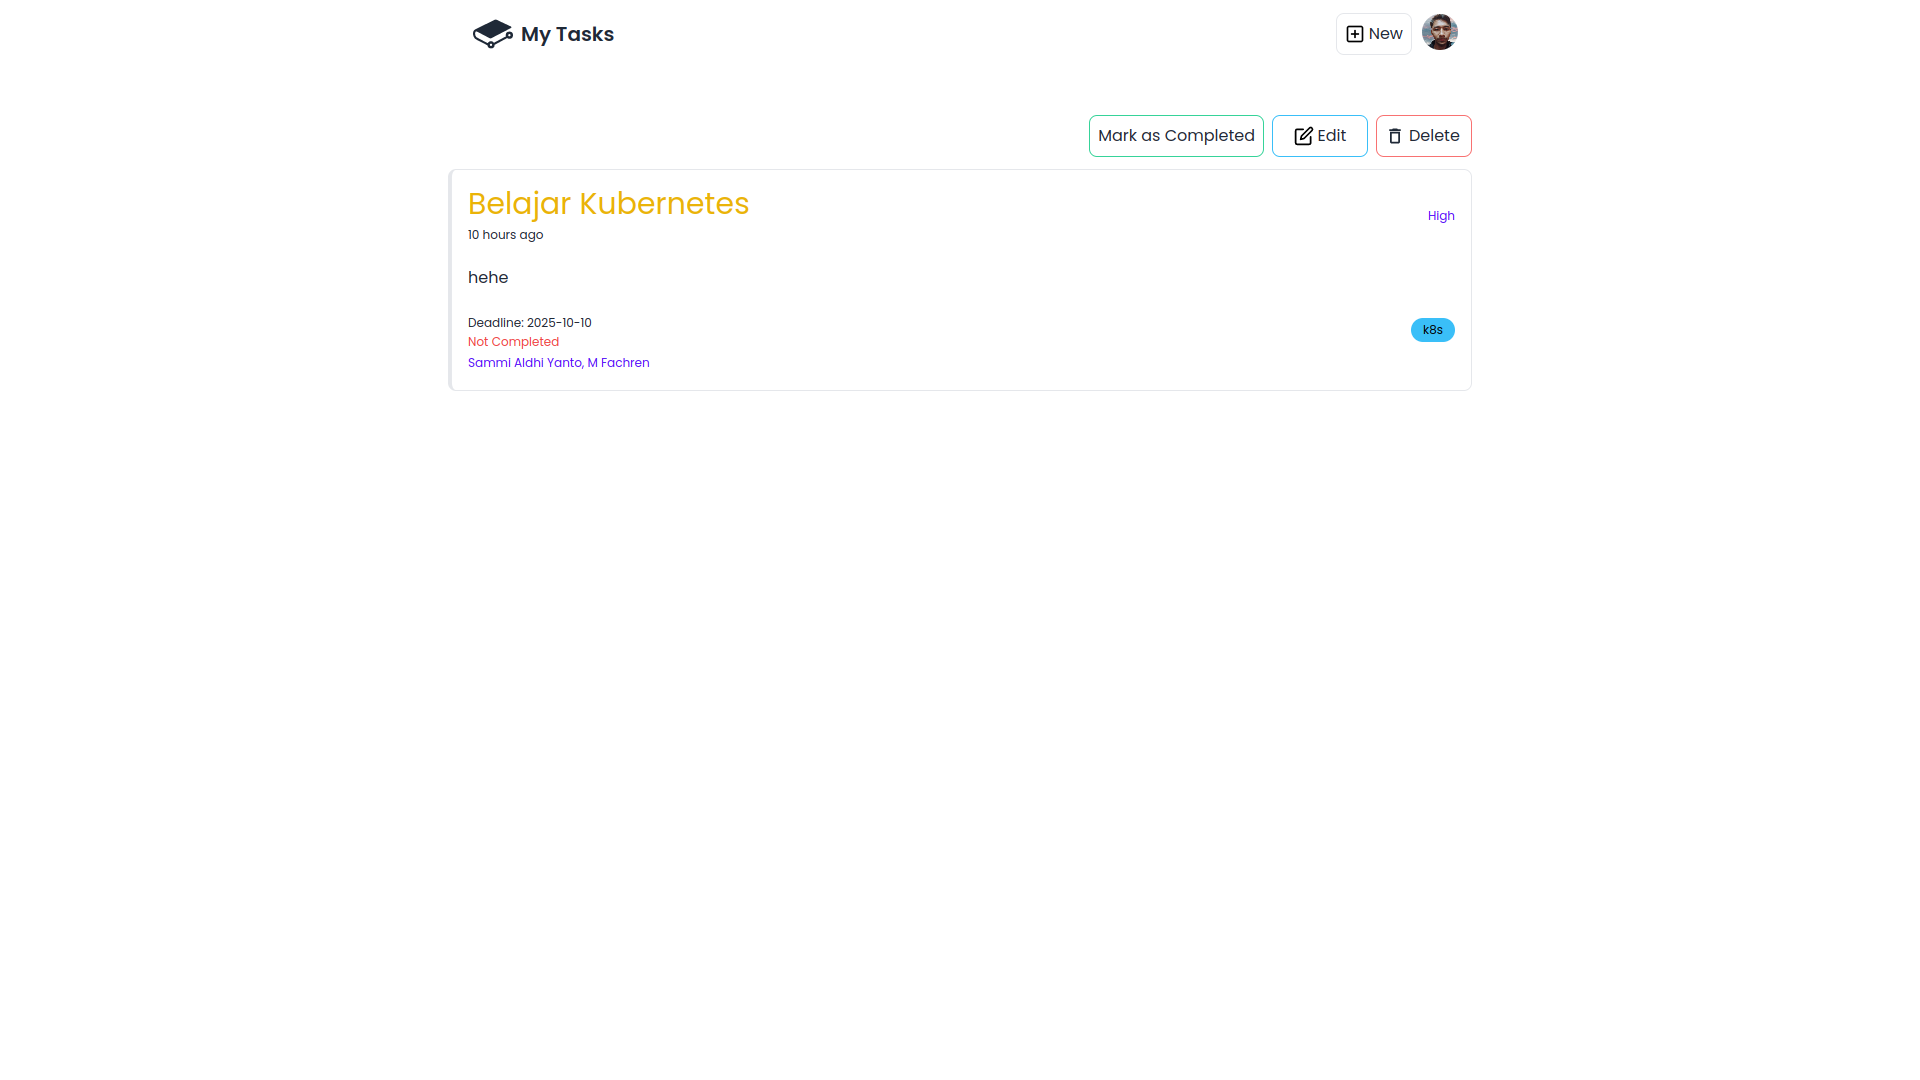 My Tasks
New
Mark as Completed
Edit
Delete
Belajar Kubernetes
High
10 hours ago
hehe
Deadline: 2025-10-10
k8s
Not Completed
Sammi Aldhi Yanto, M Fachren